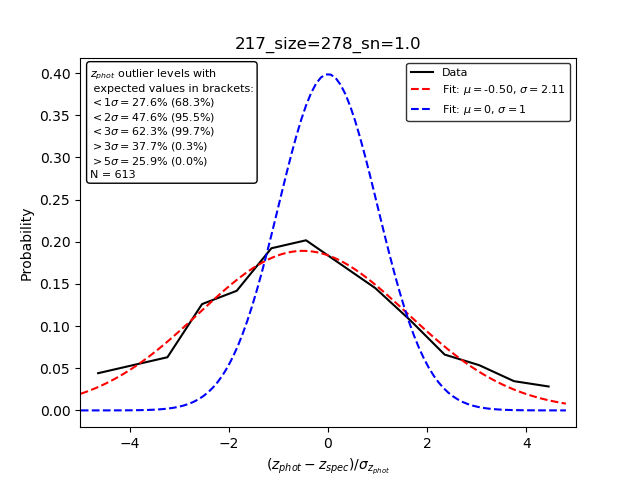 217_size=278_sn=1.0
z_phot outlier levels with
expected values in brackets:
< 1σ = 27.6% (68.3%)
< 2σ = 47.6% (95.5%)
< 3σ = 62.3% (99.7%)
> 3σ = 37.7% (0.3%)
> 5σ = 25.9% (0.0%)
N = 613
Data
Fit: μ = -0.50, σ = 2.11
Fit: μ = 0, σ = 1
0.40
0.35
0.30
0.25
0.20
0.15
0.10
0.05
0.00
Probability
−4 −2 0 2 4
(z_phot − z_spec)/σ_z_phot